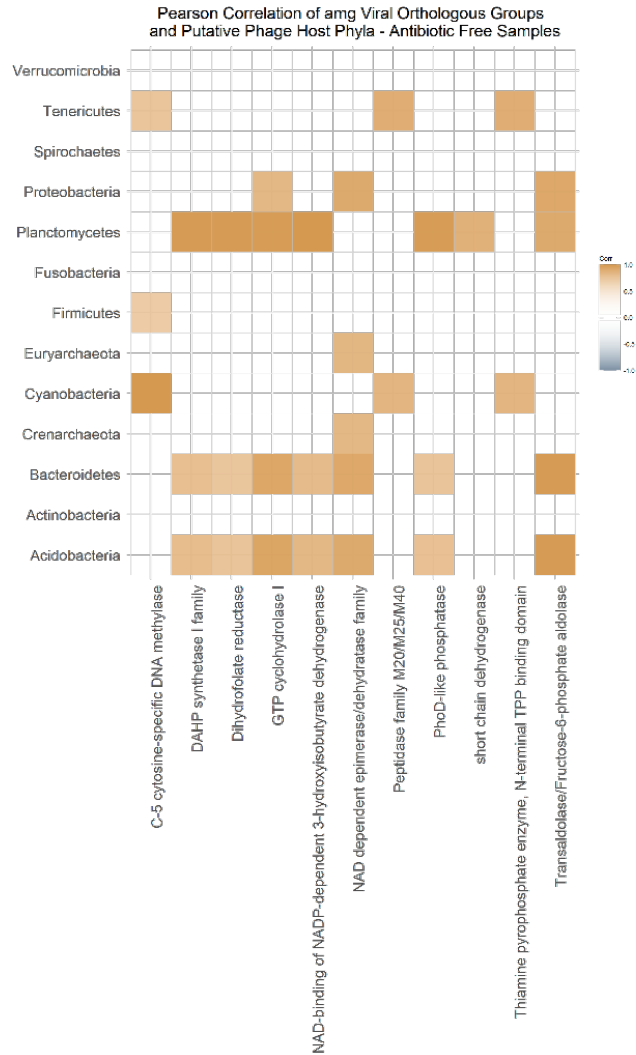 Pearson Correlation of amg Viral Orthologous Groups
and Putative Phage Host Phyla - Antibiotic Free Samples
Verrucomicrobia
Tenericutes
Spirochaetes
Proteobacteria
Planctomycetes
Fusobacteria
Firmicutes
Euryarchaeota
Cyanobacteria
Crenarchaeota
Bacteroidetes
Actinobacteria
Acidobacteria
Corr
1.0
0.5
0.0
-0.5
-1.0
C-5 cytosine-specific DNA methylase
DAHP synthetase I family
Dihydrofolate reductase
GTP cyclohydrolase I
NAD-binding of NADP-dependent 3-hydroxyisobutyrate dehydrogenase
NAD dependent epimerase/dehydratase family
Peptidase family M20/M25/M40
PhoD-like phosphatase
short chain dehydrogenase
Thiamine pyrophosphate enzyme, N-terminal TPP binding domain
Transaldolase/Fructose-6-phosphate aldolase